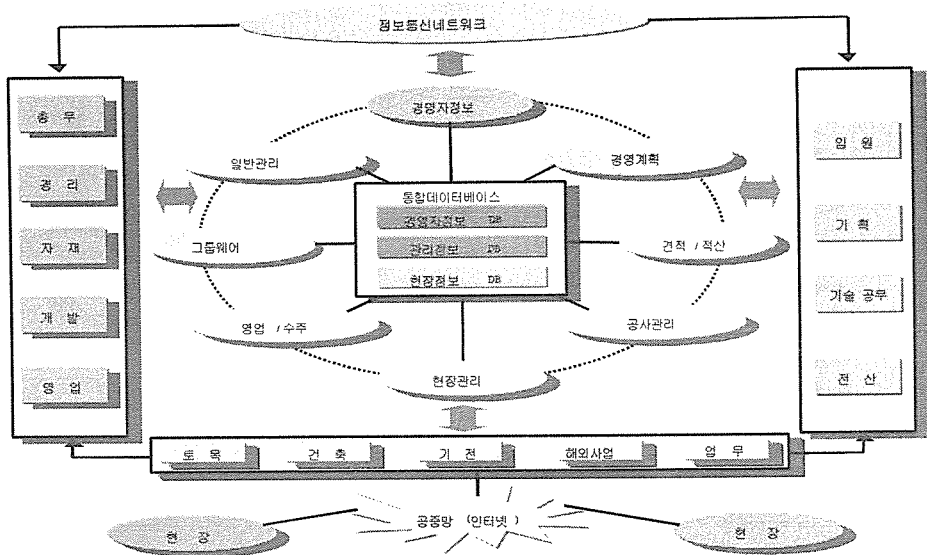 정보통신네트워크
경영자정보
총 무
일반관리
경영계획
임 원
경 리
통합데이터베이스
경영자정보 DB
기 획
자 재
그룹웨어
관리정보 DB
견적 / 적산
현장정보 DB
기술 공무
개 발
영업 / 수주
공사관리
영 업
현장관리
전 산
토 목
건 축
기 전
해외사업
업 무
공중망 (인터넷)
현 장
현 장